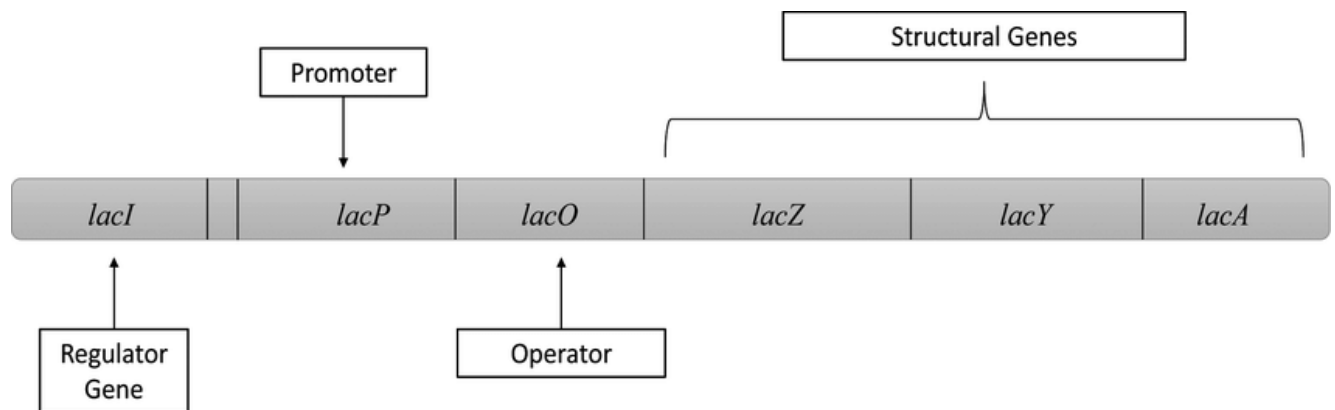 Structural Genes
Promoter
lacI lacP lacO lacZ lacY lacA
Regulator
Gene
Operator